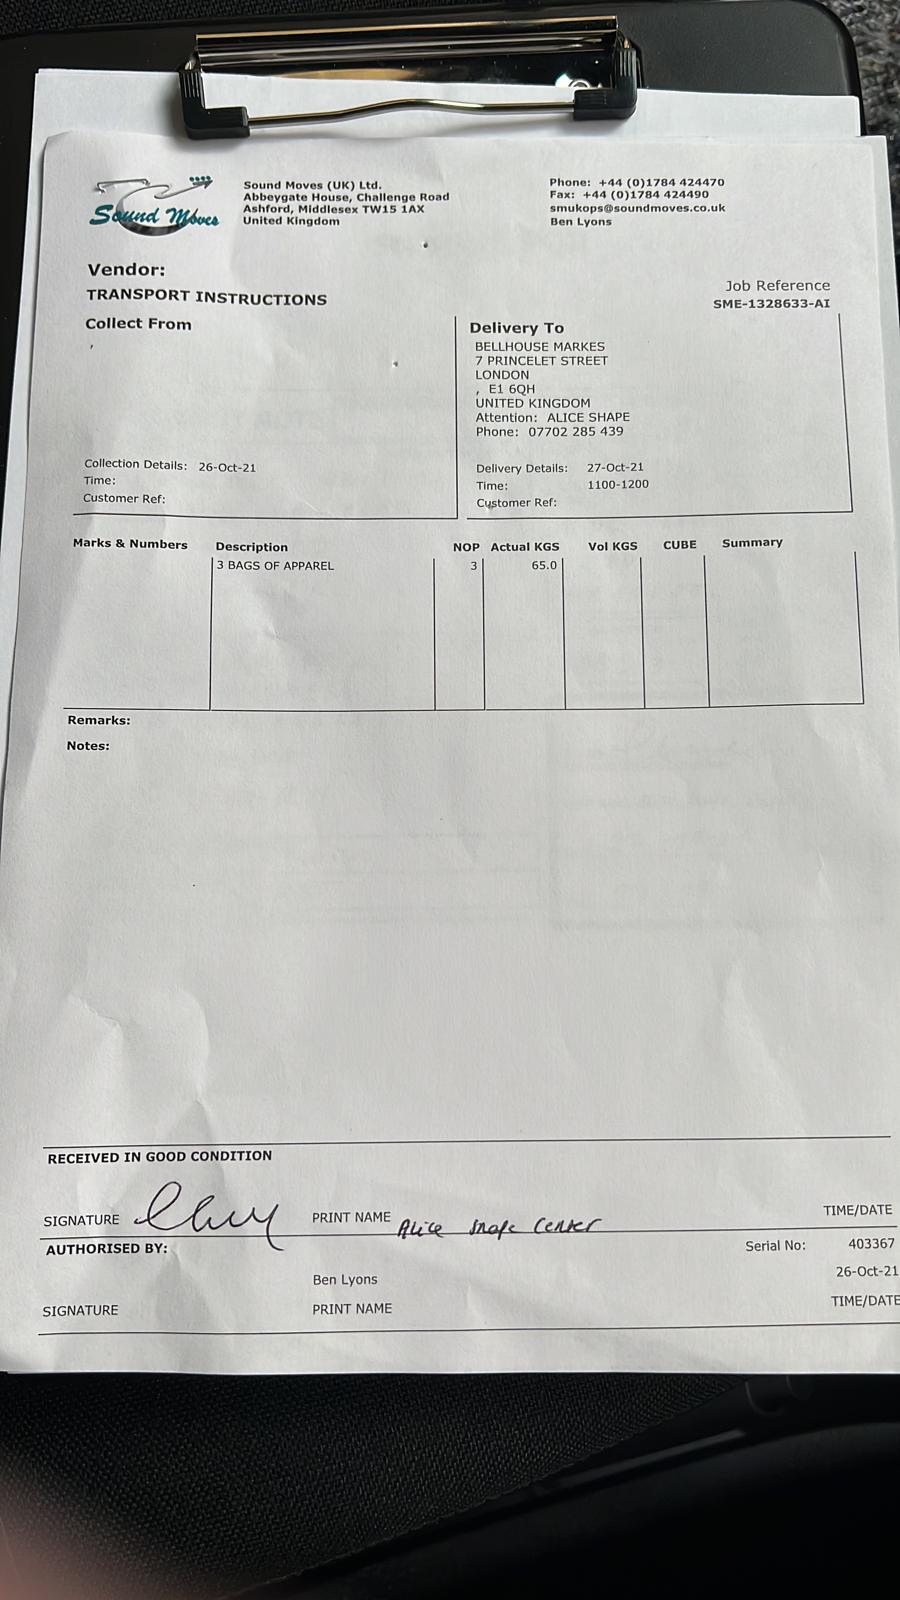 Sound Moves
Sound Moves (UK) Ltd.
Abbeygate House, Challenge Road
Ashford, Middlesex TW15 1AX
United Kingdom
Phone: +44 (0)1784 424470
Fax: +44 (0)1784 424490
smukops@soundmoves.co.uk
Ben Lyons
Vendor:
TRANSPORT INSTRUCTIONS
Job Reference
SME-1328633-AI
Collect From
,
Collection Details: 26-Oct-21
Time:
Customer Ref:
Delivery To
BELLHOUSE MARKES
7 PRINCELET STREET
LONDON
, E1 6QH
UNITED KINGDOM
Attention: ALICE SHAPE
Phone: 07702 285 439
Delivery Details: 27-Oct-21
Time: 1100-1200
Customer Ref:
Marks & Numbers Description NOP Actual KGS Vol KGS CUBE Summary
3 BAGS OF APPAREL 3 65.0
Remarks:
Notes:
RECEIVED IN GOOD CONDITION
SIGNATURE PRINT NAME Alice TIME/DATE
AUTHORISED BY: Serial No: 403367
Ben Lyons 26-Oct-21
SIGNATURE PRINT NAME TIME/DATE